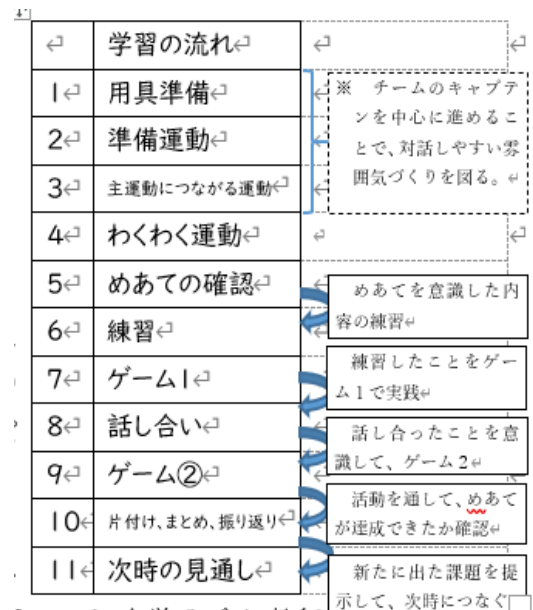 学習の流れ
1 用具準備
2 準備運動
3 主運動につながる運動
4 わくわく運動
5 めあての確認
6 練習
7 ゲーム1
8 話し合い
9 ゲーム②
10 片付け、まとめ、振り返り
11 次時の見通し
※ チームのキャプテ
ンを中心に進めるこ
とで、対話しやすい雰
囲気づくりを図る。
めあてを意識した内
容の練習
練習したことをゲー
ム1で実践
話し合ったことを意
識して、ゲーム2
活動を通して、めあて
が達成できたか確認
新たに出た課題を提
示して、次時につなぐ